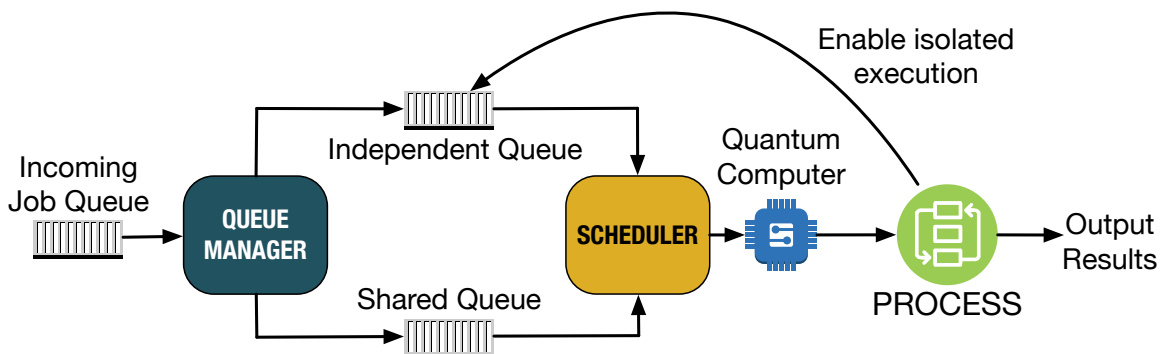 Incoming
Job Queue
QUEUE
MANAGER
Independent Queue
Shared Queue
SCHEDULER
Quantum
Computer
Enable isolated
execution
PROCESS
Output
Results